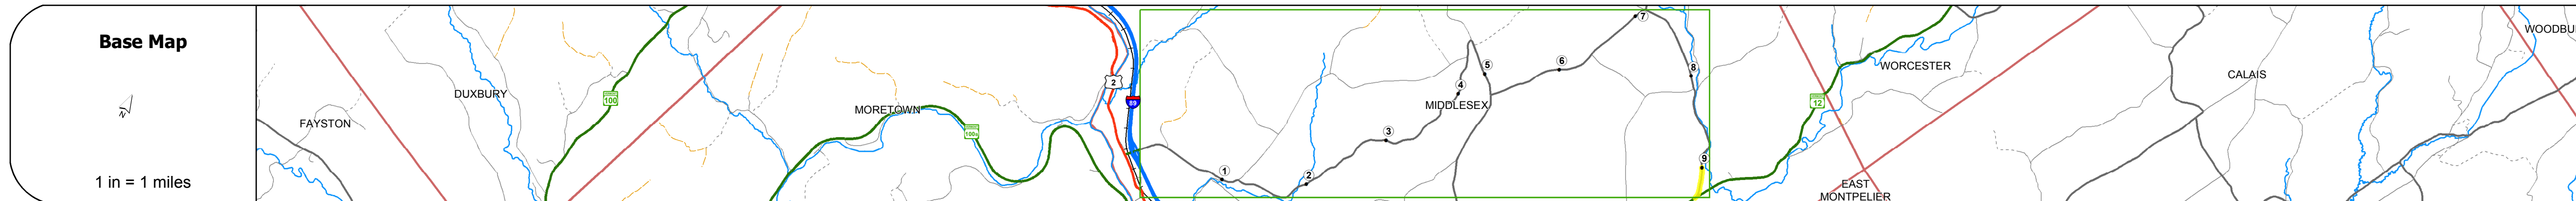 Base Map
N
1 in = 1 miles
FAYSTON
DUXBURY
100
MORETOWN
100B
2
89
1
2
3
4
MIDDLESEX
5
6
7
8
9
12
WORCESTER
EAST
MONTPELIER
CALAIS
WOODBU